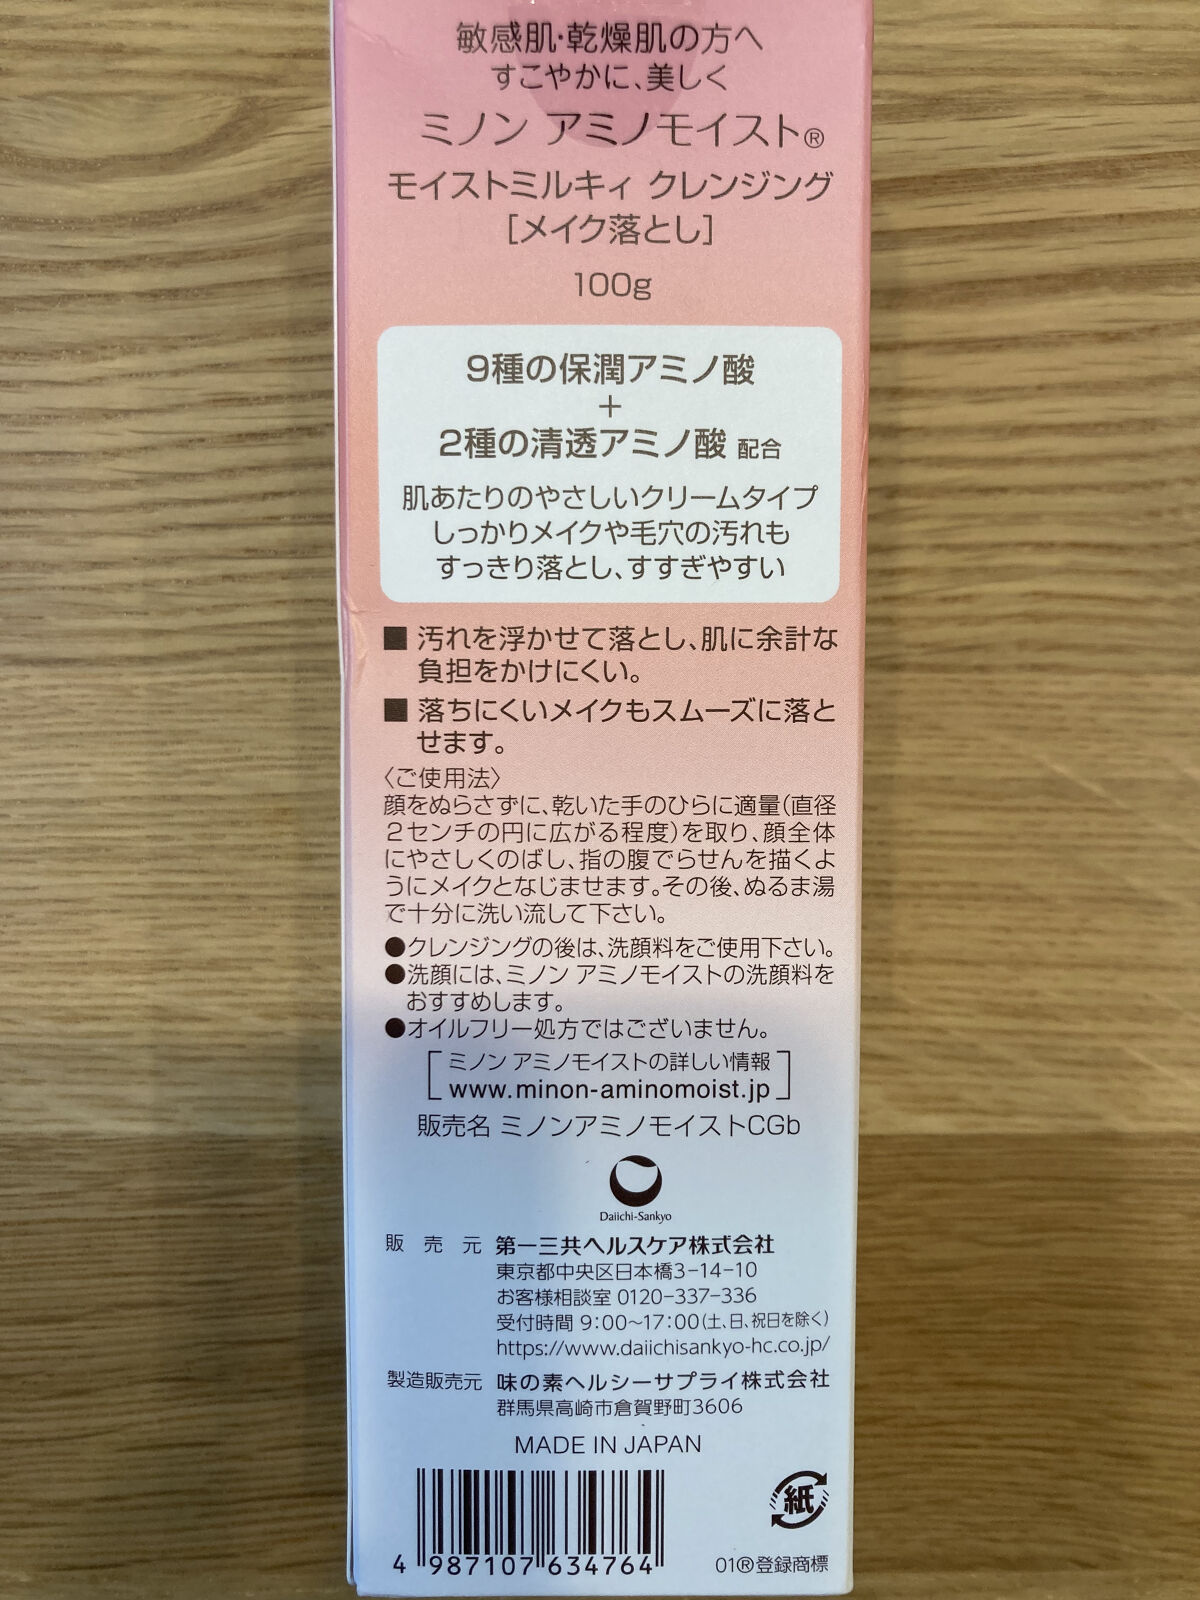 敏感肌・乾燥肌の方へ
すこやかに、美しく
ミノン アミノモイスト®
モイストミルキィ クレンジング
[メイク落とし]
100g
9種の保潤アミノ酸
+
2種の清透アミノ酸 配合
肌あたりのやさしいクリームタイプ
しっかりメイクや毛穴の汚れも
すっきり落とし、すすぎやすい
■ 汚れを浮かせて落とし、肌に余計な
負担をかけにくい。
■ 落ちにくいメイクもスムーズに落と
せます。
〈ご使用法〉
顔をぬらさずに、乾いた手のひらに適量(直径
2センチの円に広がる程度)を取り、顔全体
にやさしくのばし、指の腹でらせんを描くよ
うにメイクとなじませます。その後、ぬるま湯
で十分に洗い流して下さい。
●クレンジングの後は、洗顔料をご使用下さい。
●洗顔には、ミノン アミノモイストの洗顔料を
おすすめします。
●オイルフリー処方ではございません。
[ミノン アミノモイストの詳しい情報
www.minon-aminomoist.jp]
販売名 ミノンアミノモイストCGb
Daiichi-Sankyo
販売元 第一三共ヘルスケア株式会社
東京都中央区日本橋3-14-10
お客様相談室 0120-337-336
受付時間 9:00~17:00(土、日、祝日を除く)
https://www.daiichisankyo-hc.co.jp/
製造販売元 味の素ヘルシーサプライ株式会社
群馬県高崎市倉賀野町3606
MADE IN JAPAN
紙
4 987107 634764
01®登録商標